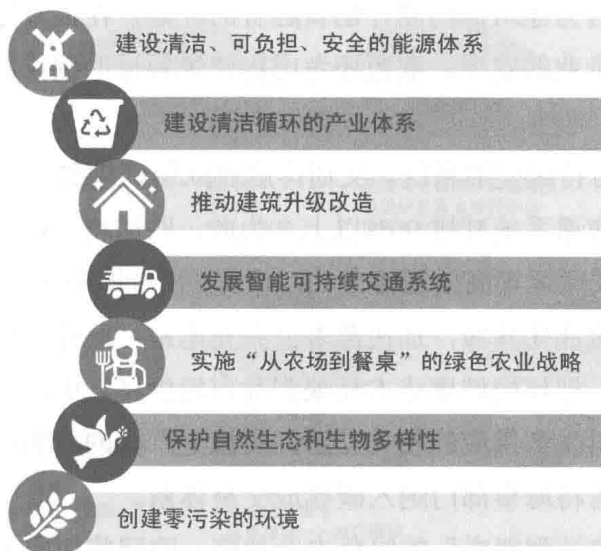 建设清洁、可负担、安全的能源体系
建设清洁循环的产业体系
推动建筑升级改造
发展智能可持续交通系统
实施“从农场到餐桌”的绿色农业战略
保护自然生态和生物多样性
创建零污染的环境